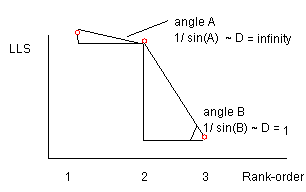 angle A
1/ sin(A) ~ D = infinity
LLS
angle B
1/ sin(B) ~ D = 1
1 2 3 Rank-order